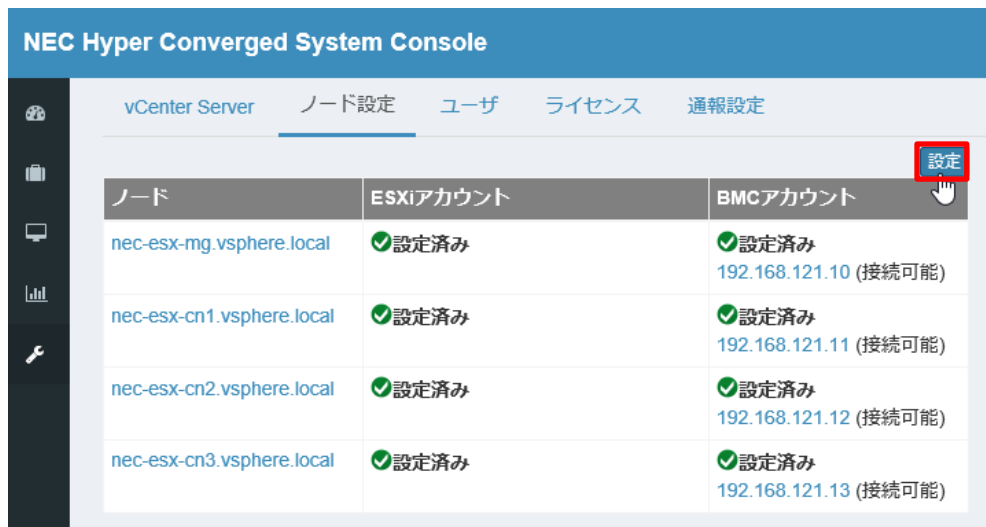 NEC Hyper Converged System Console
vCenter Server ノード設定 ユーザ ライセンス 通報設定
設定
ノード ESXiアカウント BMCアカウント
nec-esx-mg.vsphere.local 設定済み 設定済み
192.168.121.10 (接続可能)
nec-esx-cn1.vsphere.local 設定済み 設定済み
192.168.121.11 (接続可能)
nec-esx-cn2.vsphere.local 設定済み 設定済み
192.168.121.12 (接続可能)
nec-esx-cn3.vsphere.local 設定済み 設定済み
192.168.121.13 (接続可能)